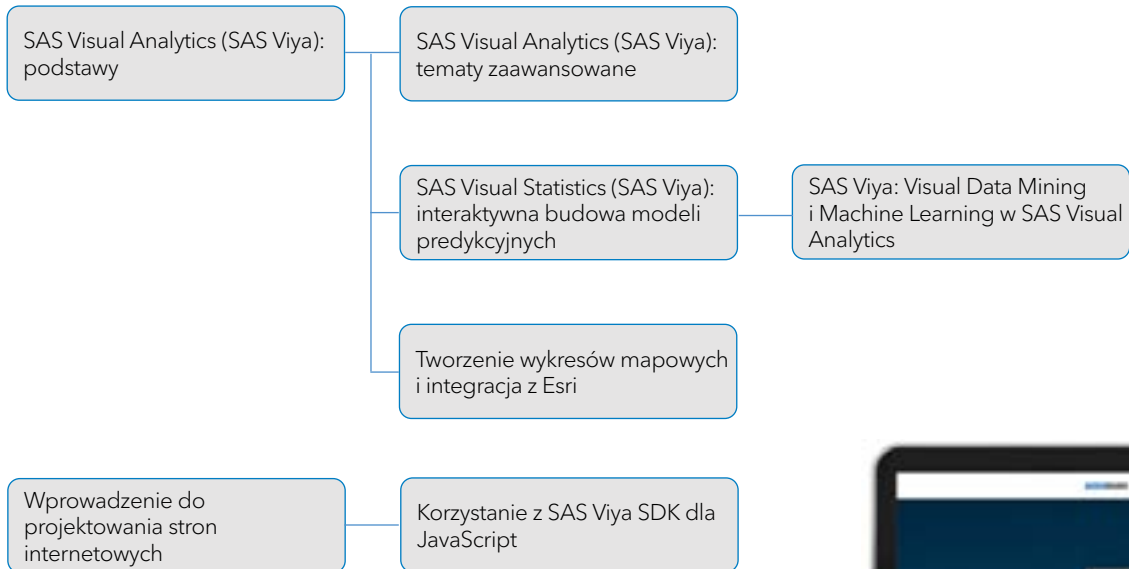 SAS Visual Analytics (SAS Viya):
podstawy
SAS Visual Analytics (SAS Viya):
tematy zaawansowane
SAS Visual Statistics (SAS Viya):
interaktywna budowa modeli
predykcyjnych
SAS Viya: Visual Data Mining
i Machine Learning w SAS Visual
Analytics
Tworzenie wykresów mapowych
i integracja z Esri
Wprowadzenie do
projektowania stron
internetowych
Korzystanie z SAS Viya SDK dla
JavaScript